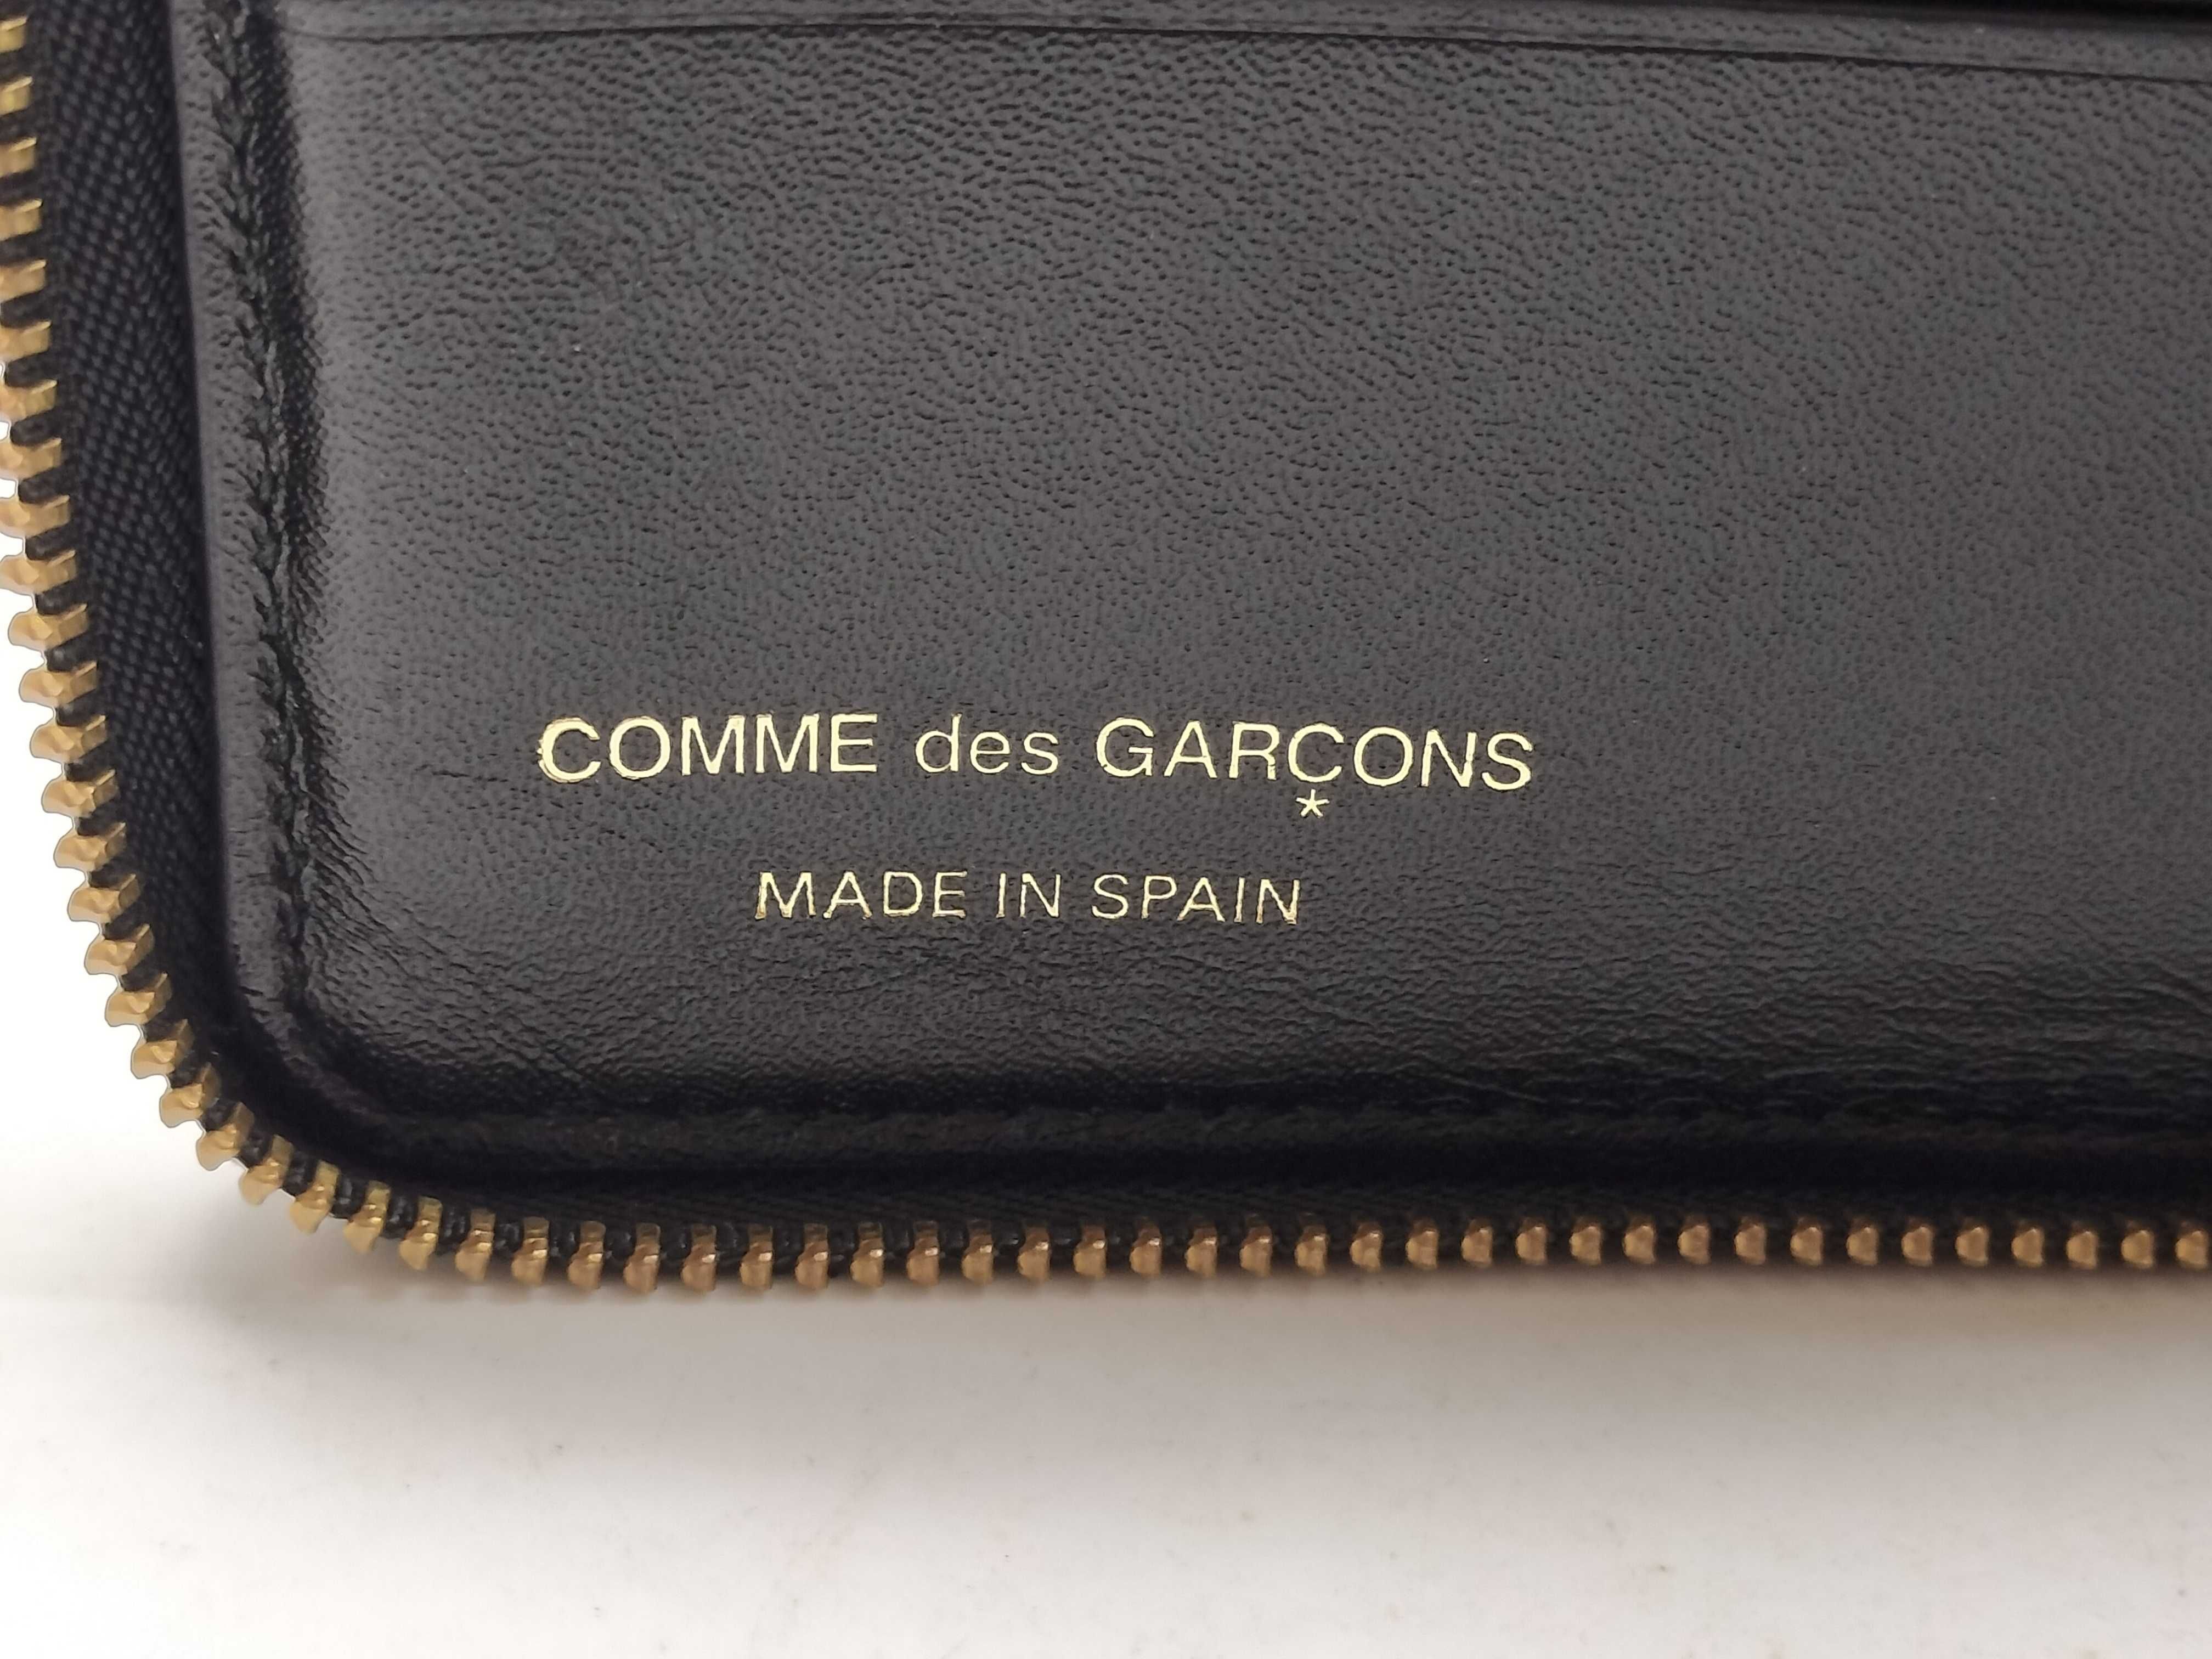 COMME des GARÇONS
*
MADE IN SPAIN